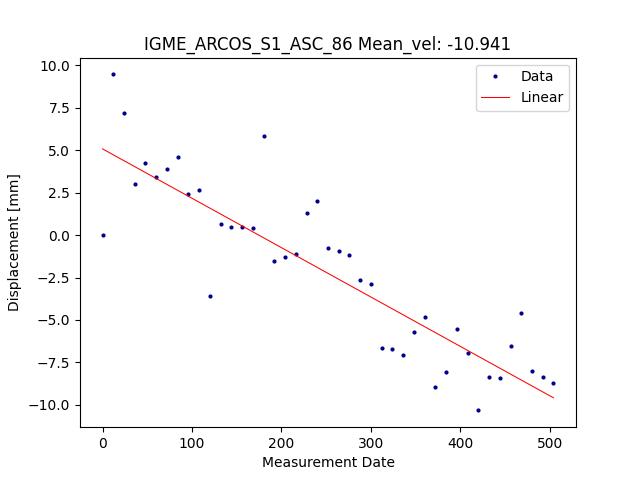 IGME_ARCOS_S1_ASC_86 Mean_vel: -10.941
Data
Linear
10.0
7.5
5.0
2.5
0.0
−2.5
−5.0
−7.5
−10.0
Displacement [mm]
0 100 200 300 400 500
Measurement Date